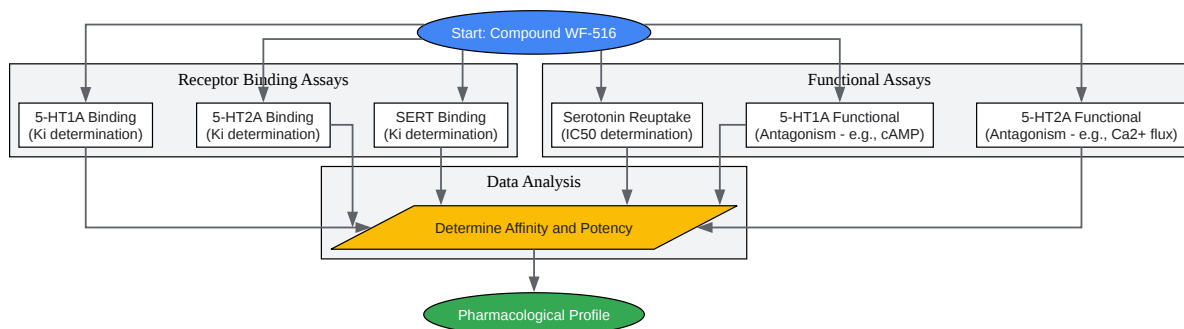 Start: Compound WF-516
Receptor Binding Assays
5-HT1A Binding
(Ki determination)
5-HT2A Binding
(Ki determination)
SERT Binding
(Ki determination)
Functional Assays
Serotonin Reuptake
(IC50 determination)
5-HT1A Functional
(Antagonism - e.g., cAMP)
5-HT2A Functional
(Antagonism - e.g., Ca2+ flux)
Data Analysis
Determine Affinity and Potency
Pharmacological Profile